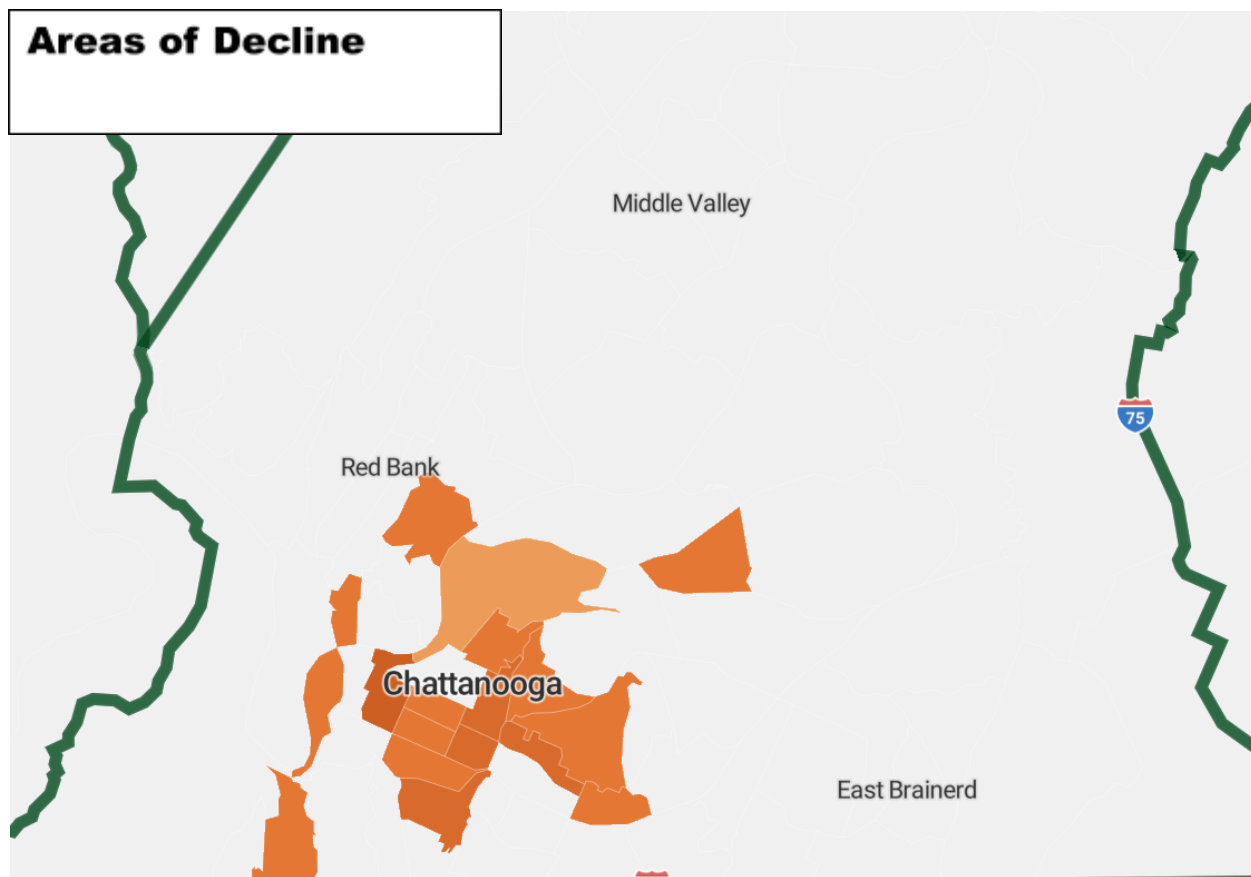 Areas of Decline
Middle Valley
75
Red Bank
Chattanooga
East Brainerd